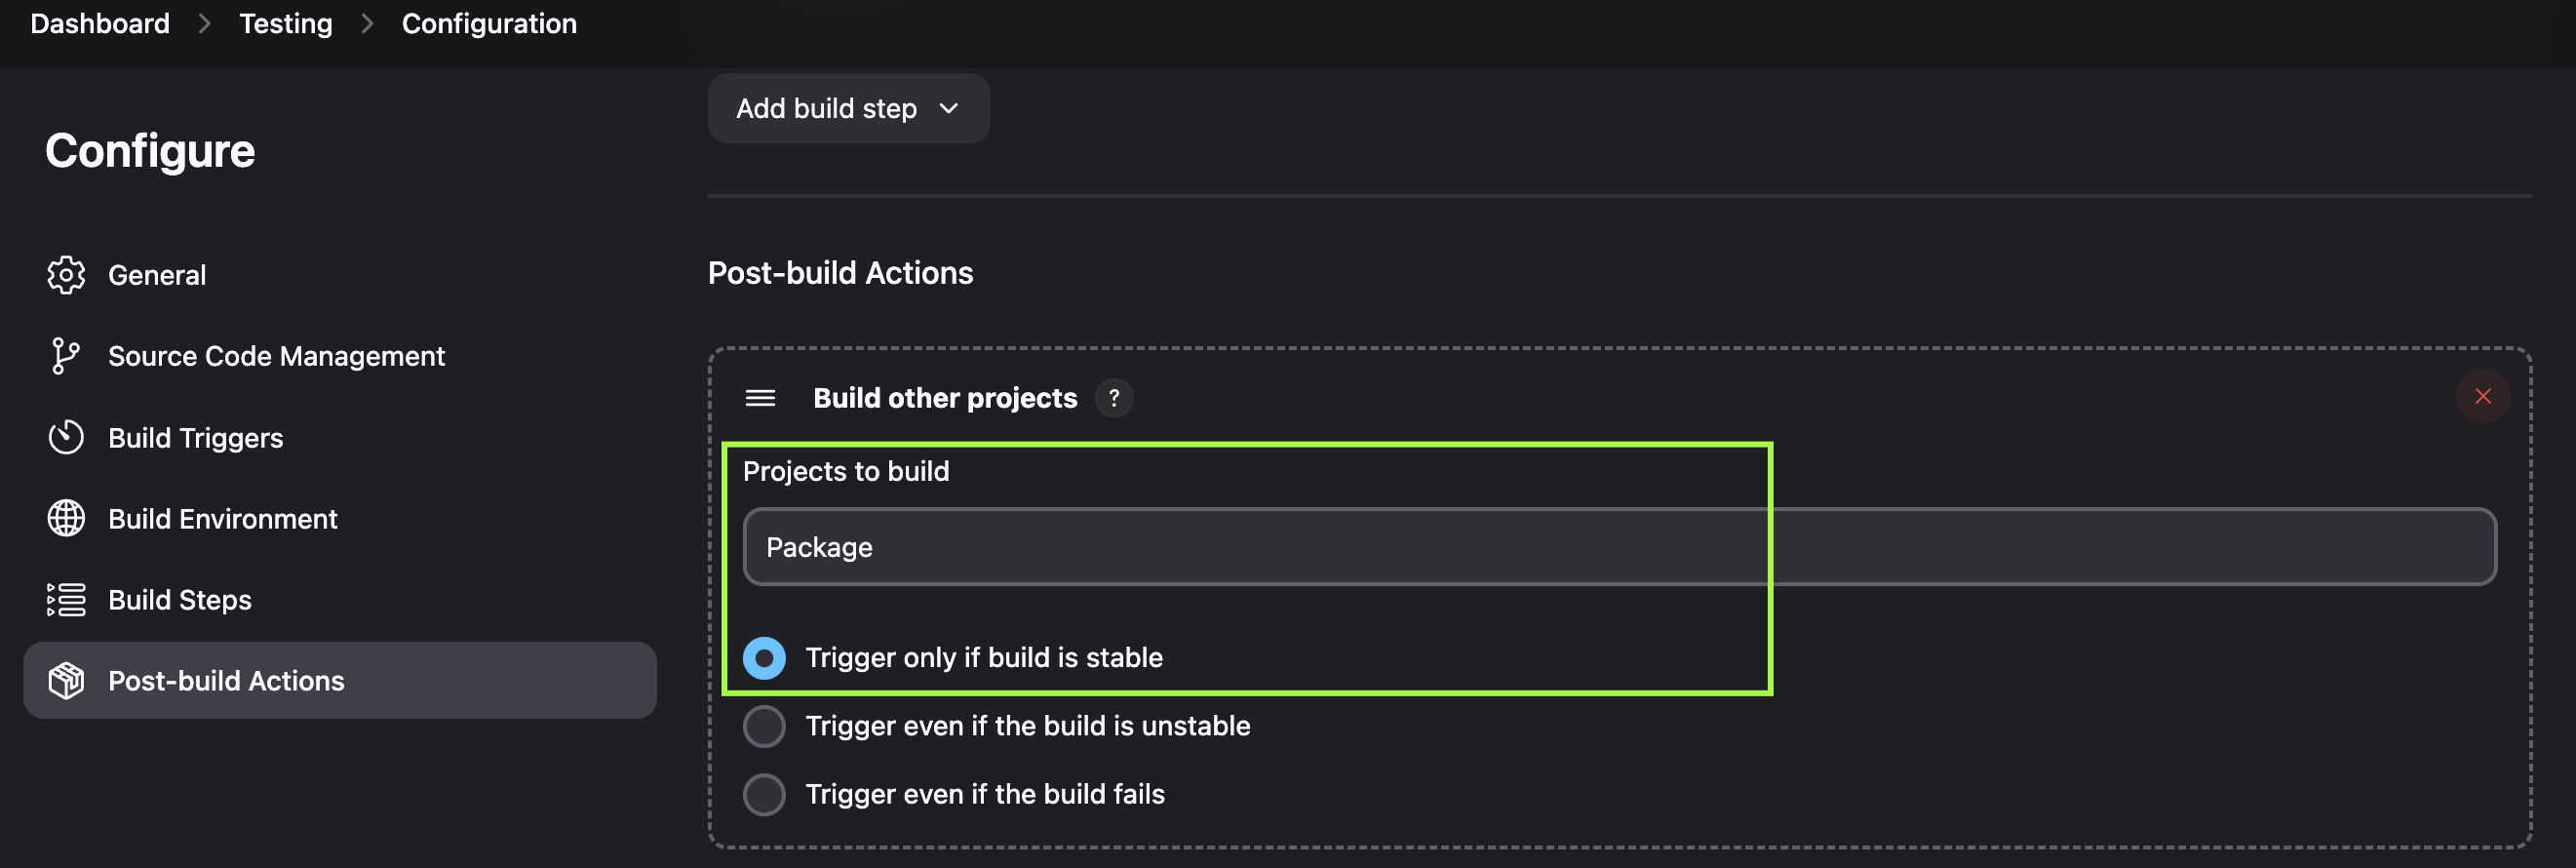 Dashboard > Testing > Configuration
Add build step
Configure
General
Source Code Management
Build Triggers
Build Environment
Build Steps
Post-build Actions
Post-build Actions
Build other projects ?
Projects to build
Package
Trigger only if build is stable
Trigger even if the build is unstable
Trigger even if the build fails